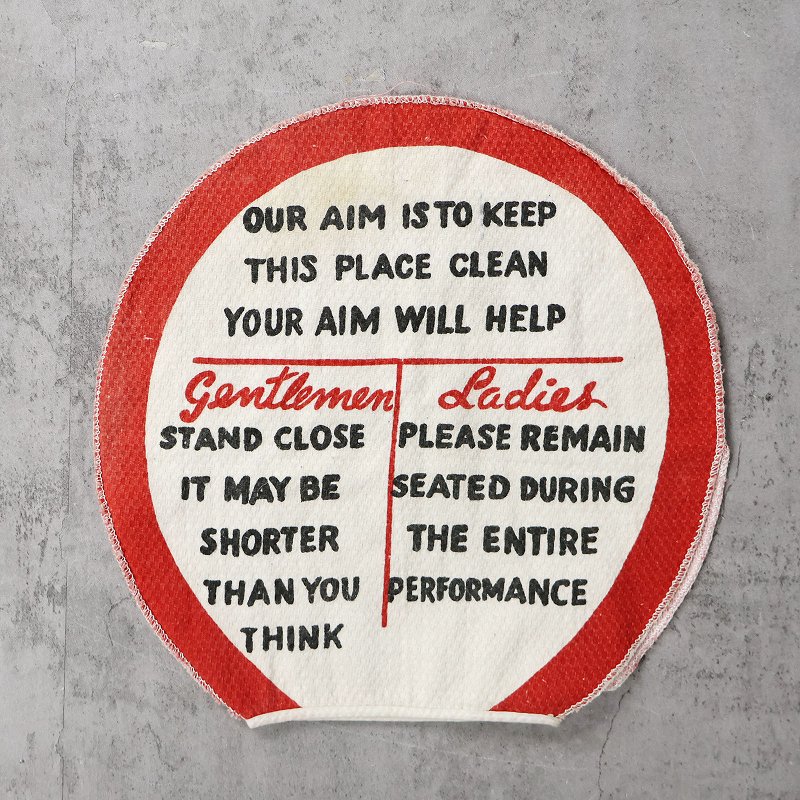 OUR AIM IS TO KEEP
THIS PLACE CLEAN
YOUR AIM WILL HELP
Gentlemen
STAND CLOSE
IT MAY BE
SHORTER
THAN YOU
THINK
Ladies
PLEASE REMAIN
SEATED DURING
THE ENTIRE
PERFORMANCE